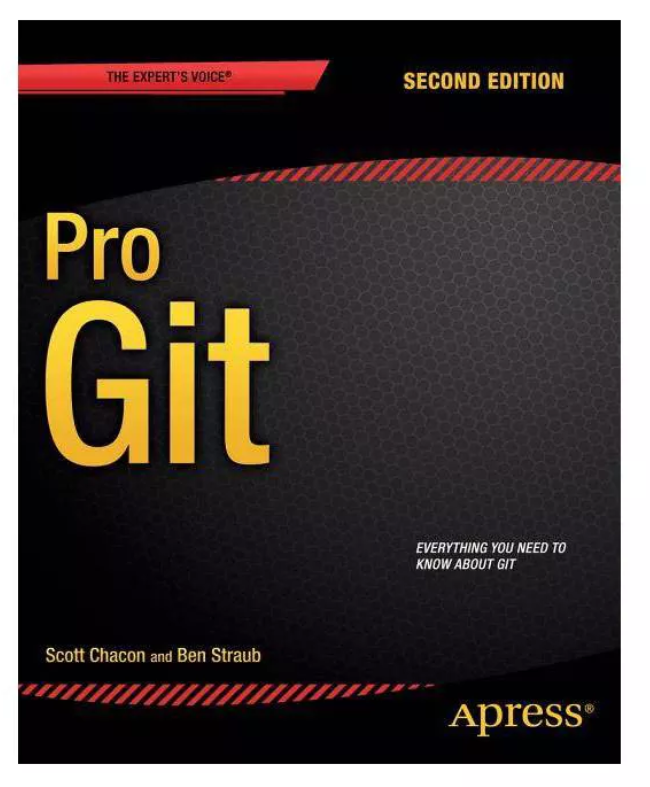 THE EXPERT'S VOICE®
SECOND EDITION
Pro
Git
EVERYTHING YOU NEED TO
KNOW ABOUT GIT
Scott Chacon and Ben Straub
Apress®